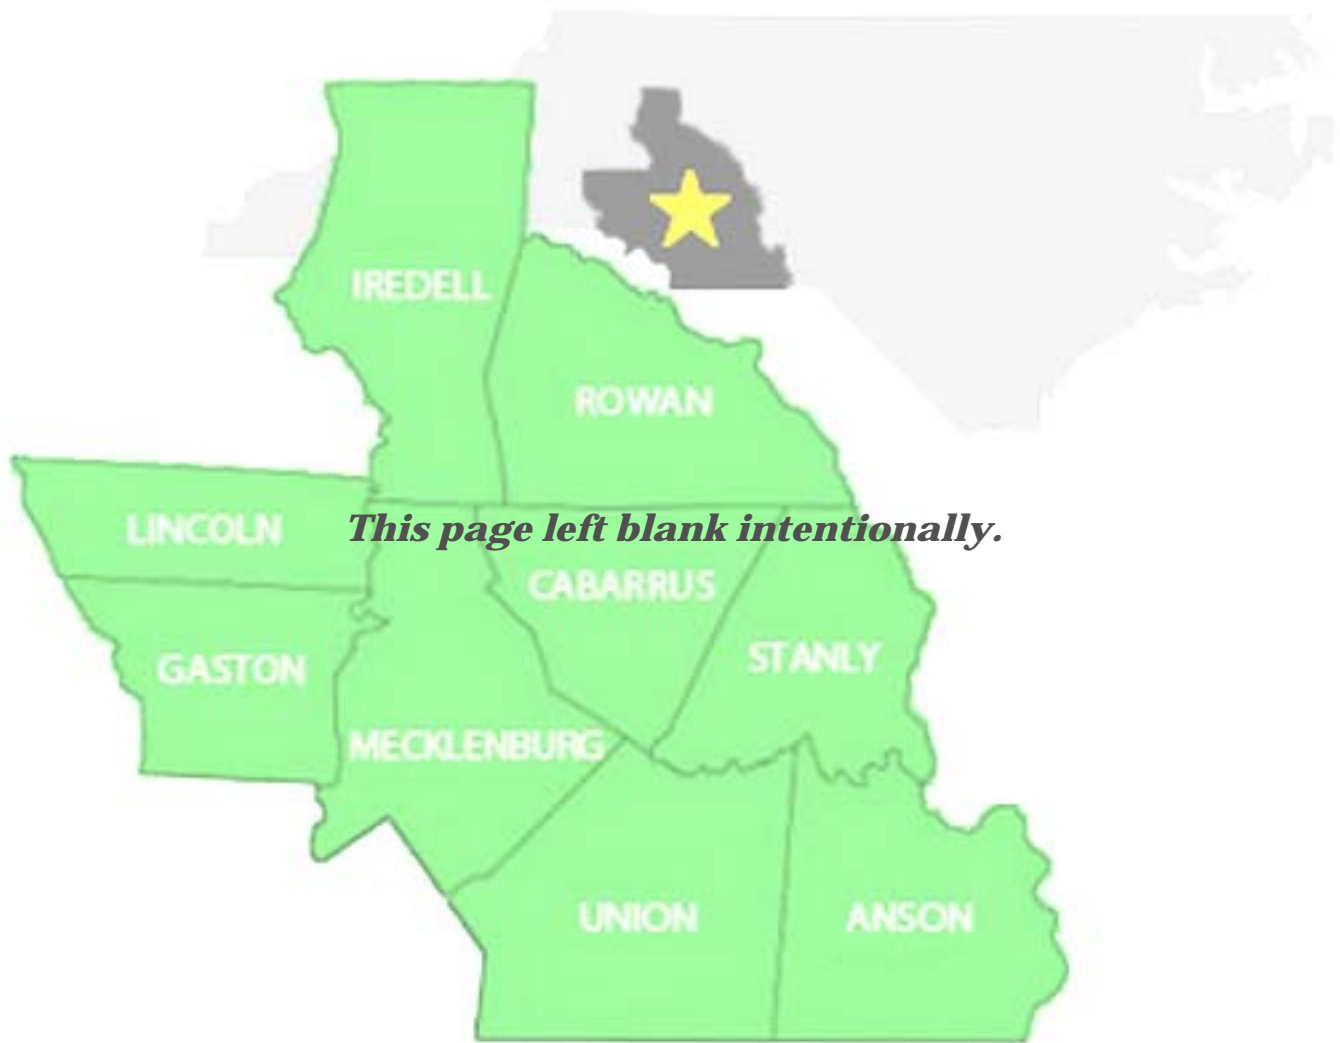 IREDELL
ROWAN
LINCOLN
This page left blank intentionally.
CABARRUS
STANLY
GASTON
MECKLENBURG
UNION
ANSON